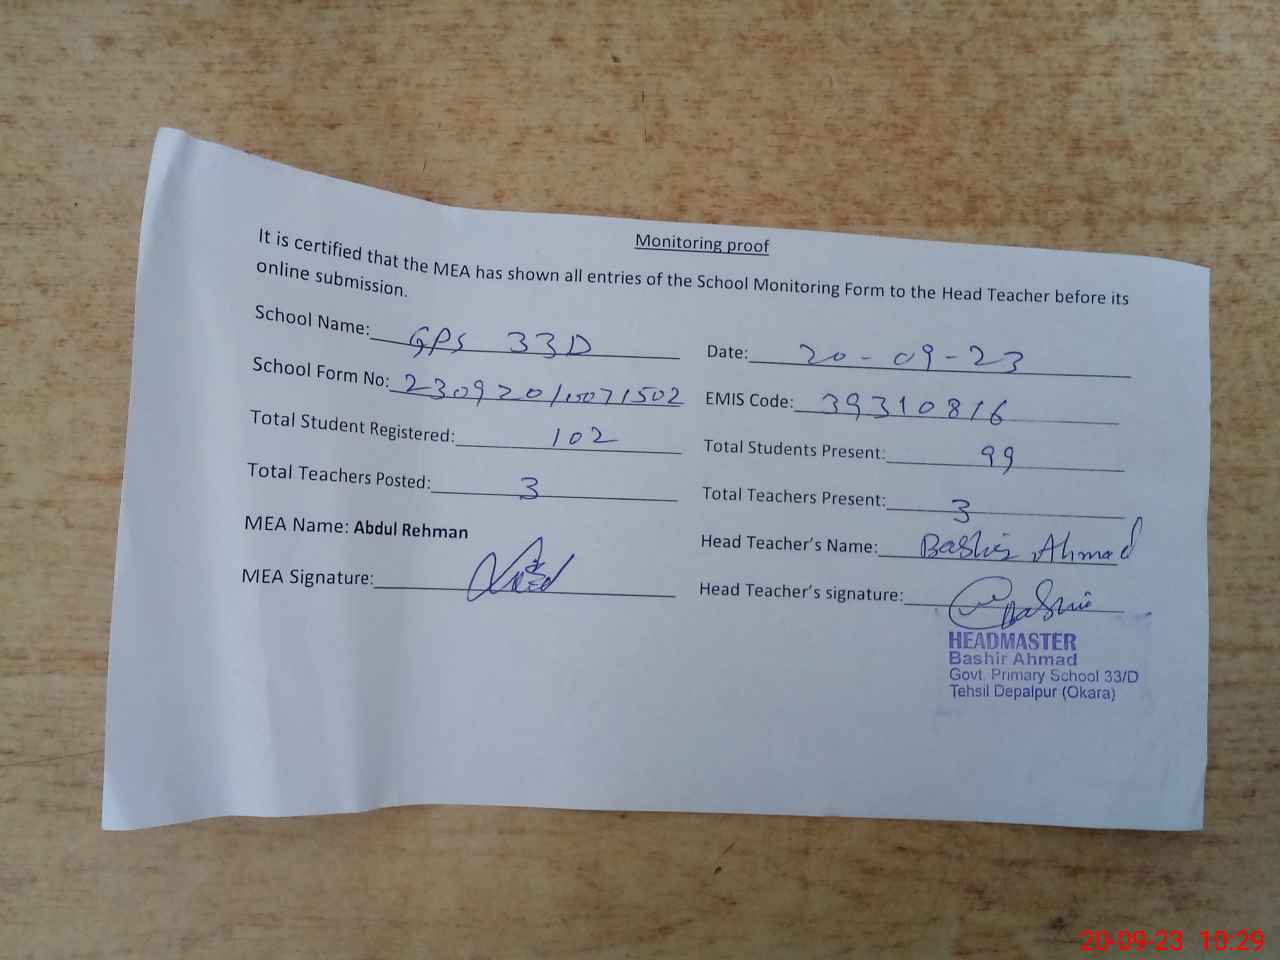 Monitoring proof
It is certified that the MEA has shown all entries of the School Monitoring Form to the Head Teacher before its
online submission.
School Name: GPS 33D Date: 20-09-23
School Form No: EMIS Code: 39310816
Total Student Registered: 102 Total Students Present: 99
Total Teachers Posted: 3 Total Teachers Present: 3
MEA Name: Abdul Rehman Head Teacher's Name: Bashir Ahmad
MEA Signature: Head Teacher's signature:
HEADMASTER
Bashir Ahmad
Govt. Primary School 33/D
Tehsil Depalpur (Okara)
20-09-23 10:29